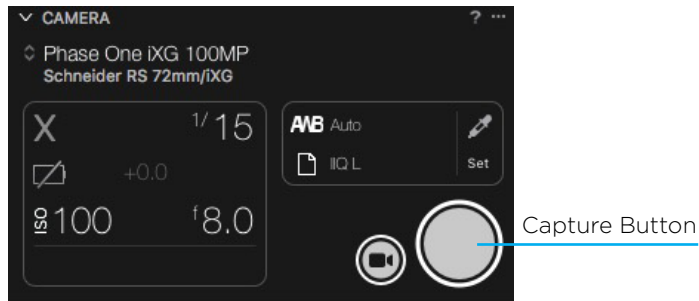 CAMERA ? ...
Phase One iXG 100MP
Schneider RS 72mm/iXG
X 1/15
+0.0
ISO 100 f8.0
AWB Auto
IIQ L Set
Capture Button